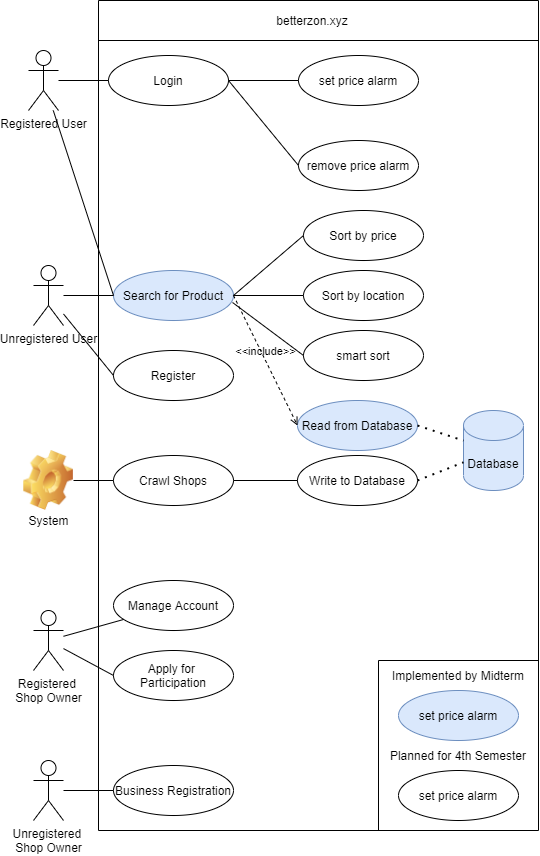 betterzon.xyz
Login
set price alarm
Registered User
remove price alarm
Sort by price
Search for Product
Sort by location
Unregistered User
<<include>>
smart sort
Register
Read from Database
Database
Crawl Shops
Write to Database
System
Manage Account
Apply for
Participation
Registered
Shop Owner
Implemented by Midterm
set price alarm
Planned for 4th Semester
set price alarm
Business Registration
Unregistered
Shop Owner